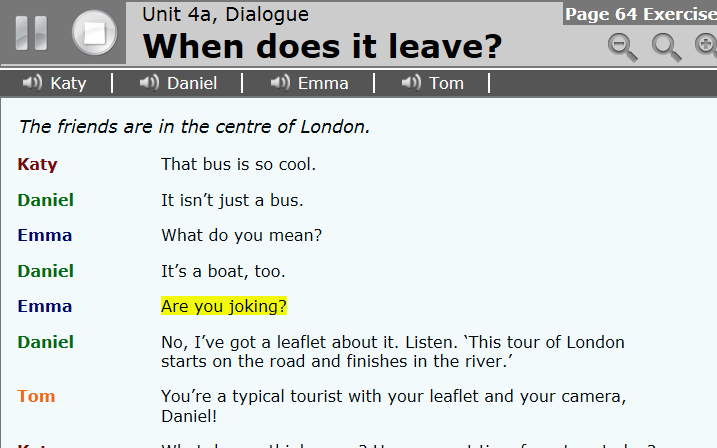 Unit 4a, Dialogue
Page 64 Exercise
When does it leave?
Katy Daniel Emma Tom
The friends are in the centre of London.
Katy That bus is so cool.
Daniel It isn’t just a bus.
Emma What do you mean?
Daniel It’s a boat, too.
Emma Are you joking?
Daniel No, I’ve got a leaflet about it. Listen. ‘This tour of London
starts on the road and finishes in the river.’
Tom You’re a typical tourist with your leaflet and your camera,
Daniel!